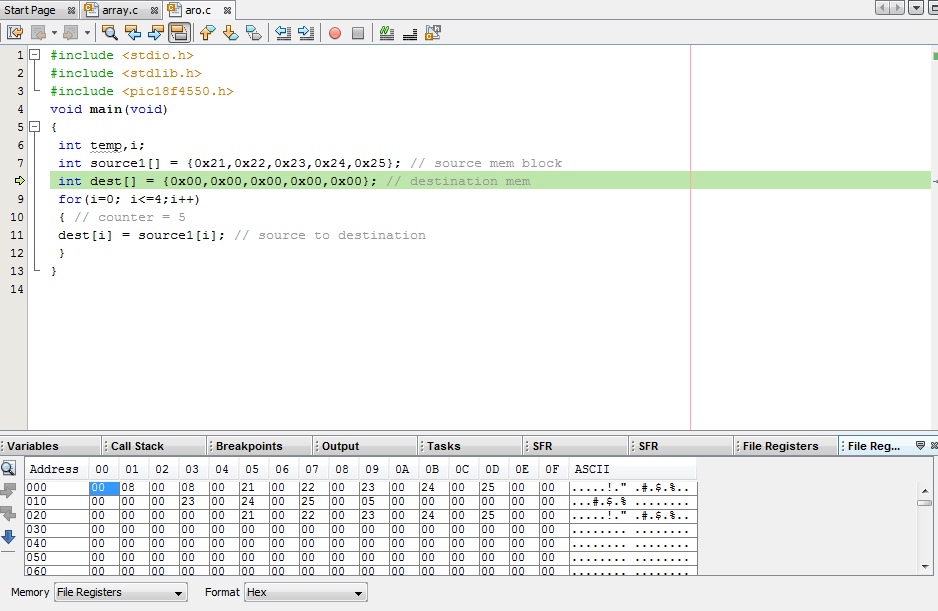 Start Page array.c aro.c
1 #include <stdio.h>
2 #include <stdlib.h>
3 #include <pic18f4550.h>
4 void main(void)
5 {
6 int temp,i;
7 int source1[] = {0x21,0x22,0x23,0x24,0x25}; // source mem block
int dest[] = {0x00,0x00,0x00,0x00,0x00}; // destination mem
9 for(i=0; i<=4;i++)
10 { // counter = 5
11 dest[i] = source1[i]; // source to destination
12 }
13 }
14
Variables Call Stack Breakpoints Output Tasks SFR SFR File Registers File Reg...
Address 00 01 02 03 04 05 06 07 08 09 0A 0B 0C 0D 0E 0F ASCII
000 00 08 00 08 00 21 00 22 00 23 00 24 00 25 00 00 .....!." .#.$.%..
010 00 00 00 23 00 24 00 25 00 05 00 00 00 00 00 00 ...#.$.% ........
020 00 00 00 00 00 21 00 22 00 23 00 24 00 25 00 00 .....!." .#.$.%..
030 00 00 00 00 00 00 00 00 00 00 00 00 00 00 00 00 ........ ........
040 00 00 00 00 00 00 00 00 00 00 00 00 00 00 00 00 ........ ........
050 00 00 00 00 00 00 00 00 00 00 00 00 00 00 00 00 ........ ........
060 00 00 00 00 00 00 00 00 00 00 00 00 00 00 00 00 ........ ........
Memory File Registers Format Hex